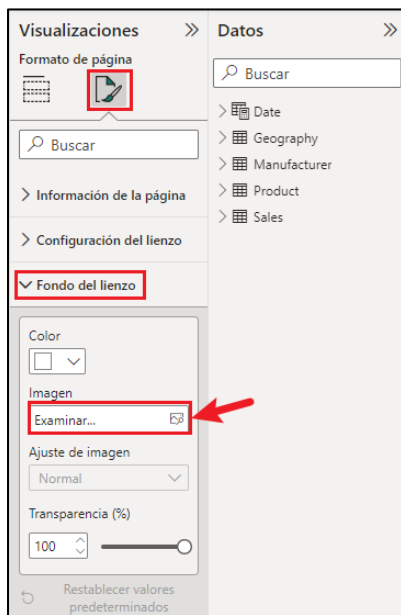 Visualizaciones
Formato de página
Buscar
Información de la página
Configuración del lienzo
Fondo del lienzo
Color
Imagen
Examinar...
Ajuste de imagen
Normal
Transparencia (%)
100
Restablecer valores
predeterminados
Datos
Buscar
Date
Geography
Manufacturer
Product
Sales